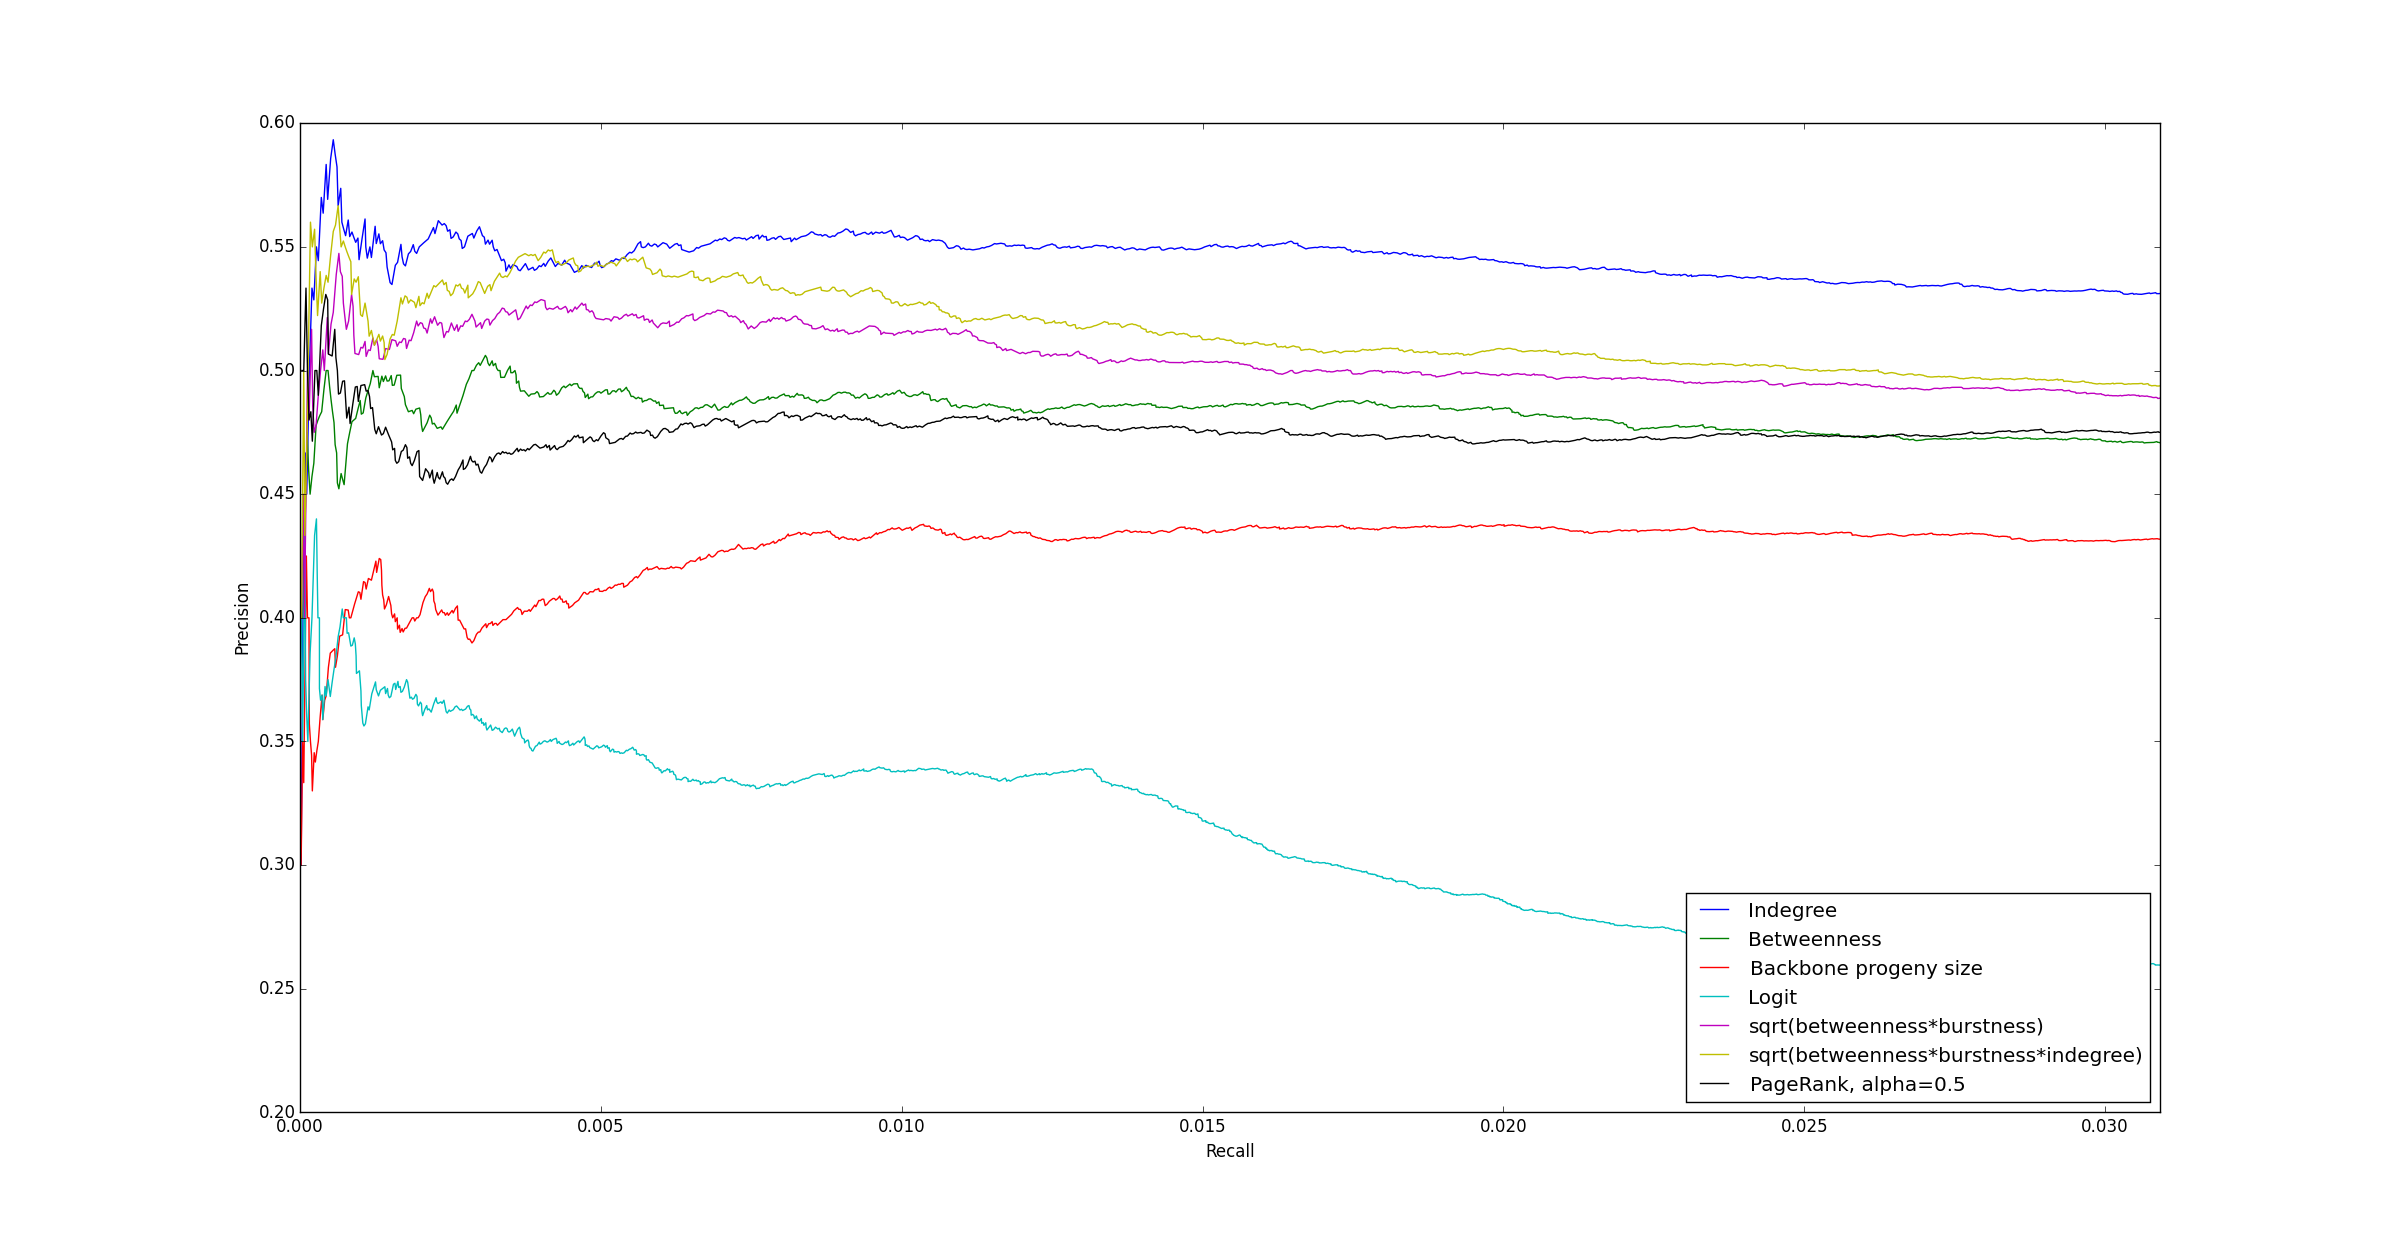 0.60
0.55
0.50
0.45
0.40
0.35
0.30
0.25
0.20
Precision
0.000 0.005 0.010 0.015 0.020 0.025 0.030
Recall
Indegree
Betweenness
Backbone progeny size
Logit
sqrt(betweenness*burstness)
sqrt(betweenness*burstness*indegree)
PageRank, alpha=0.5